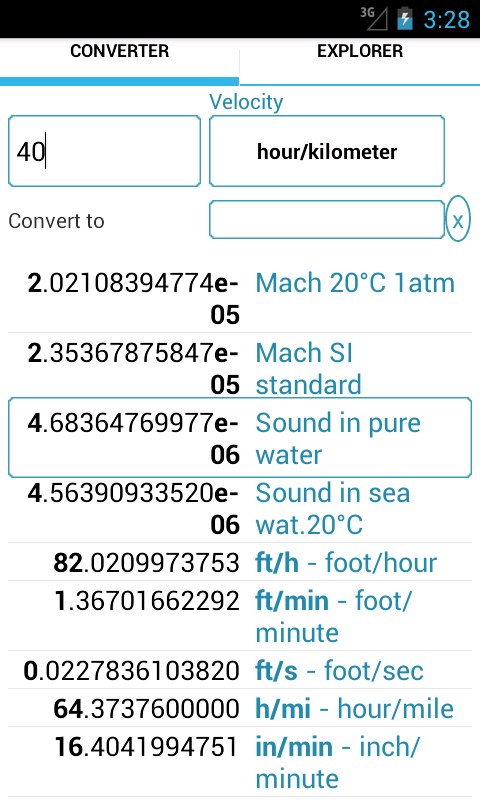 3G 3:28
CONVERTER EXPLORER
Velocity
40 hour/kilometer
Convert to x
2.02108394774e- Mach 20°C 1atm
05
2.35367875847e- Mach SI
05 standard
4.68364769977e- Sound in pure
06 water
4.56390933520e- Sound in sea
06 wat.20°C
82.0209973753 ft/h - foot/hour
1.36701662292 ft/min - foot/
minute
0.0227836103820 ft/s - foot/sec
64.3737600000 h/mi - hour/mile
16.4041994751 in/min - inch/
minute